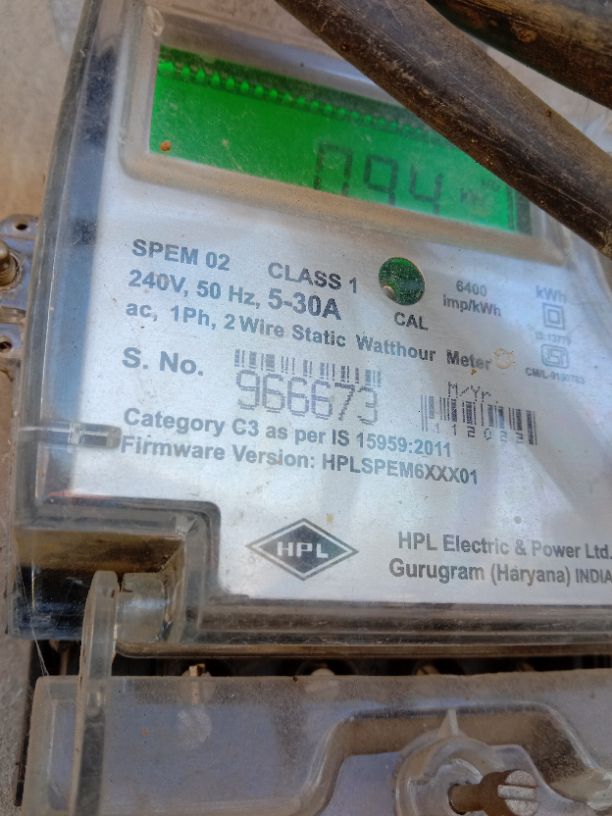 SPEM 02 CLASS 1
240V, 50 Hz, 5-30A
CAL
6400
imp/kWh
kWh
ac, 1Ph, 2 Wire Static Watthour Meter
S. No. 966673
M/Yr.
Category C3 as per IS 15959:2011
Firmware Version: HPLSPEM6XXX01
HPL
HPL Electric & Power Ltd.
Gurugram (Haryana) INDIA